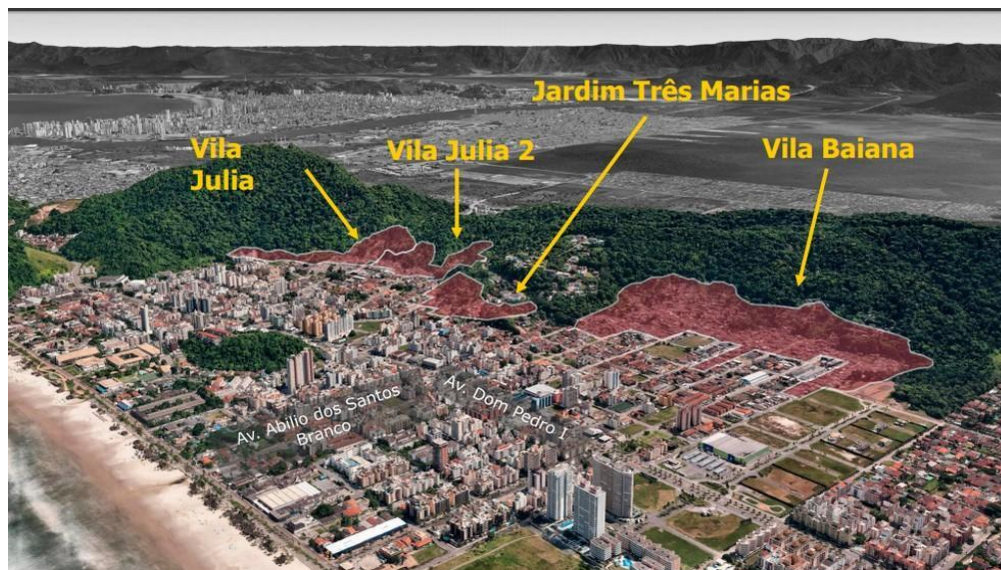 Jardim Três Marias
Vila
Julia
Vila Julia 2
Vila Baiana
Av. Abilio dos Santos
Branco
Av. Dom Pedro I